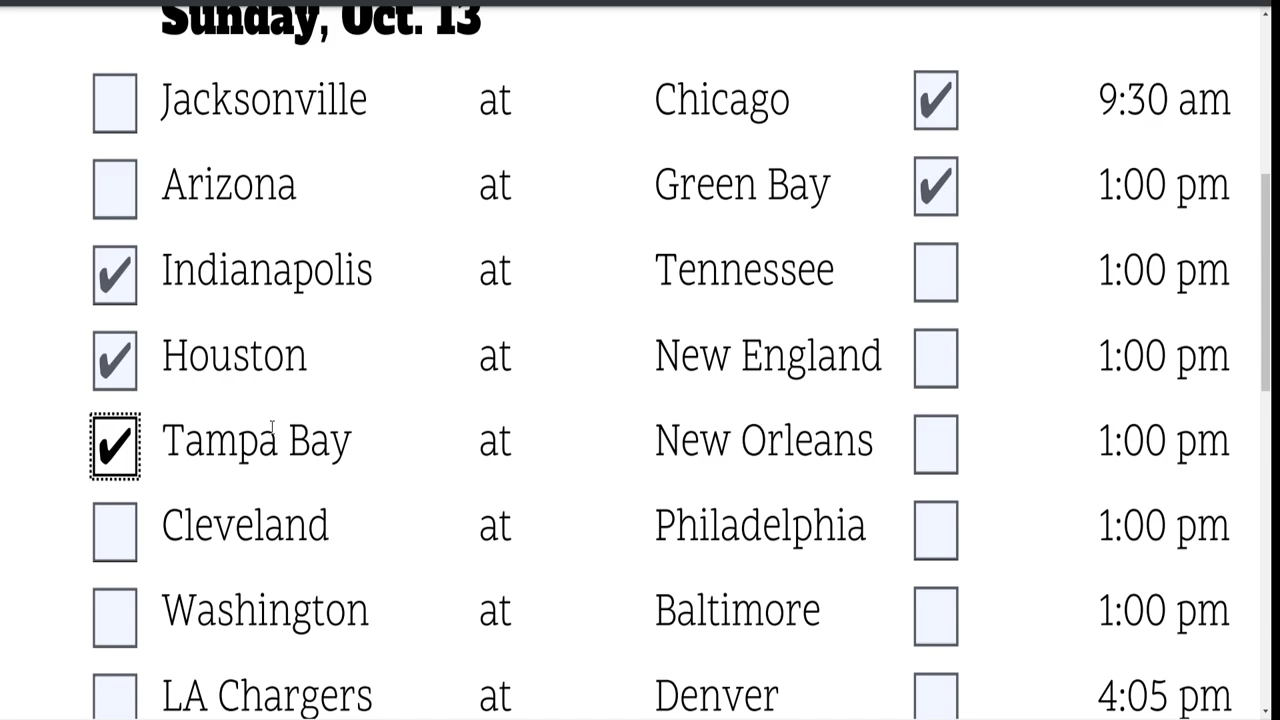 Sunday, Oct. 13
Jacksonville at Chicago 9:30 am
Arizona at Green Bay 1:00 pm
Indianapolis at Tennessee 1:00 pm
Houston at New England 1:00 pm
Tampa Bay at New Orleans 1:00 pm
Cleveland at Philadelphia 1:00 pm
Washington at Baltimore 1:00 pm
LA Chargers at Denver 4:05 pm